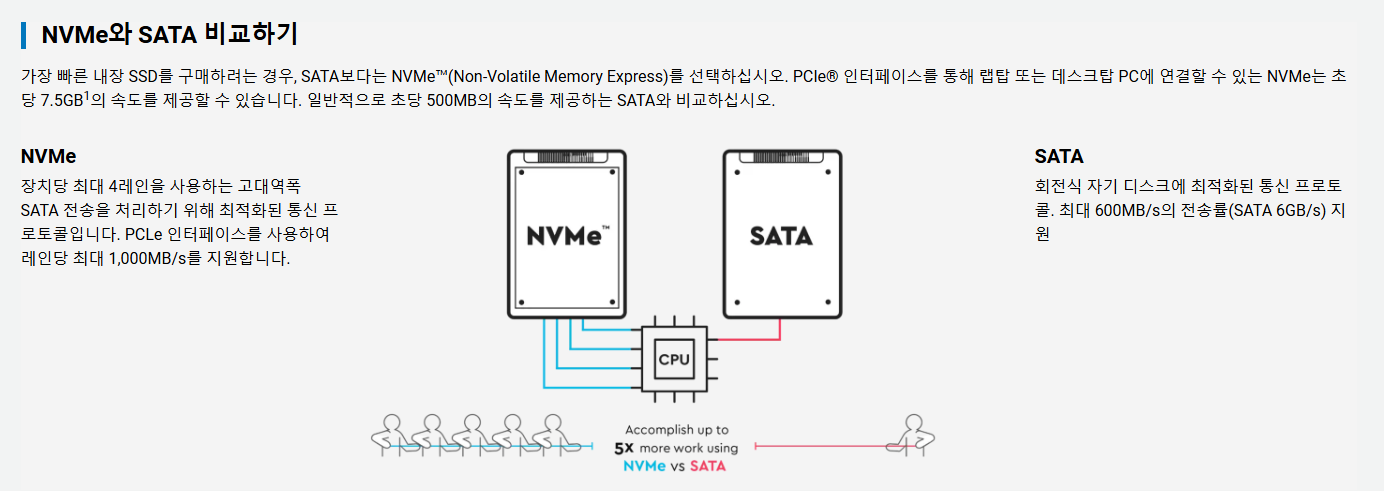 NVMe와 SATA 비교하기
가장 빠른 내장 SSD를 구매하려는 경우, SATA보다는 NVMe™(Non-Volatile Memory Express)를 선택하십시오. PCIe® 인터페이스를 통해 랩탑 또는 데스크탑 PC에 연결할 수 있는 NVMe는 초
당 7.5GB¹의 속도를 제공할 수 있습니다. 일반적으로 초당 500MB의 속도를 제공하는 SATA와 비교하십시오.
NVMe
장치당 최대 4레인을 사용하는 고대역폭
SATA 전송을 처리하기 위해 최적화된 통신 프
로토콜입니다. PCLe 인터페이스를 사용하여
레인당 최대 1,000MB/s를 지원합니다.
NVMe™
SATA
CPU
Accomplish up to
5X more work using
NVMe vs SATA
SATA
회전식 자기 디스크에 최적화된 통신 프로토
콜. 최대 600MB/s의 전송률(SATA 6GB/s) 지
원